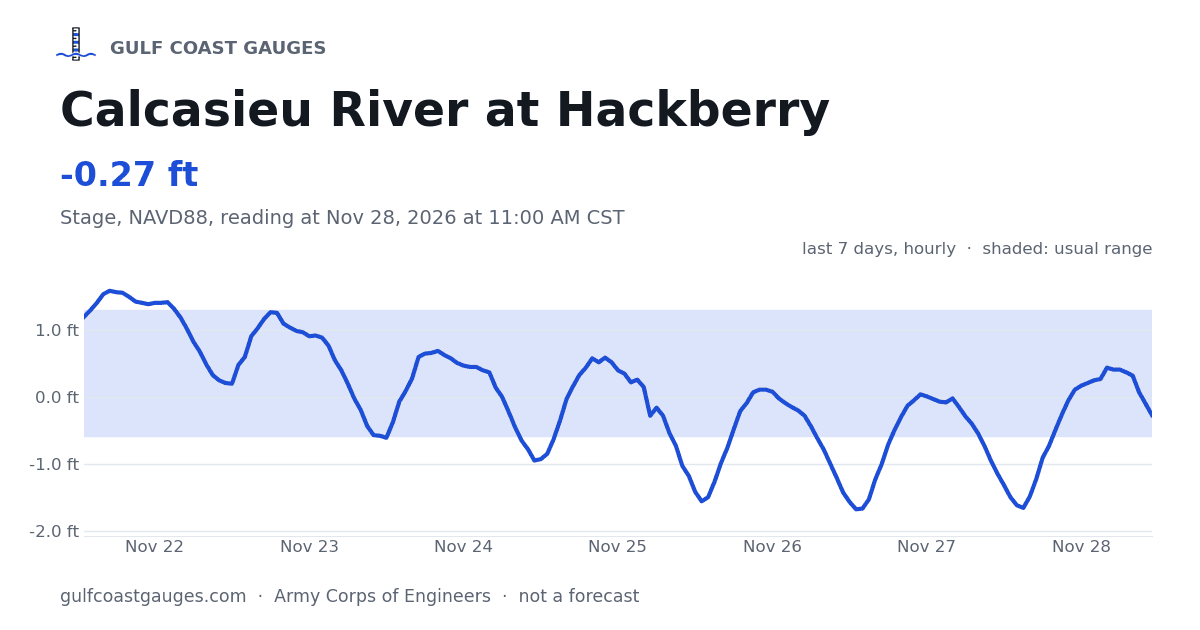 GULF COAST GAUGES
Calcasieu River at Hackberry
-0.27 ft
Stage, NAVD88, reading at Nov 28, 2026 at 11:00 AM CST
last 7 days, hourly · shaded: usual range
1.0 ft
0.0 ft
-1.0 ft
-2.0 ft
Nov 22 Nov 23 Nov 24 Nov 25 Nov 26 Nov 27 Nov 28
gulfcoastgauges.com · Army Corps of Engineers · not a forecast